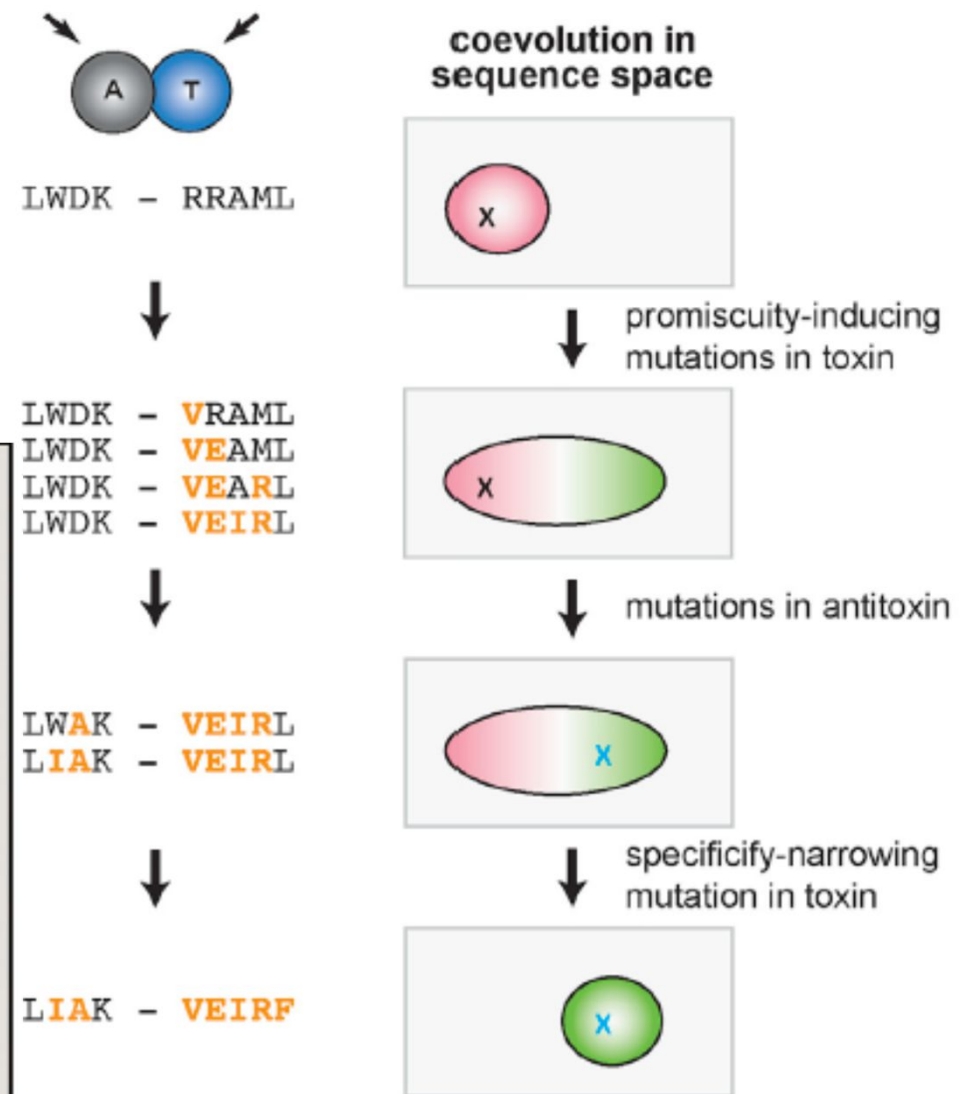 A T
LWDK – RRAML
LWDK – VRAML
LWDK – VEAML
LWDK – VEARL
LWDK – VEIRL
LWAK – VEIRL
LIAK – VEIRL
LIAK – VEIRF
coevolution in
sequence space
X
promiscuity-inducing
mutations in toxin
X
mutations in antitoxin
X
specificify-narrowing
mutation in toxin
X